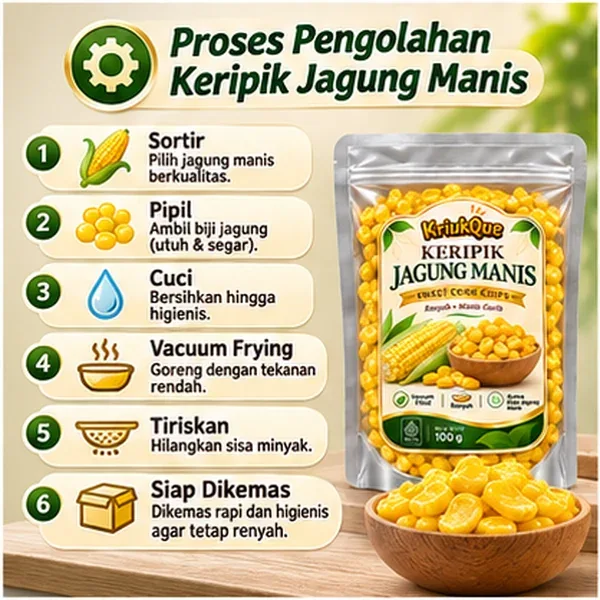 Proses Pengolahan
Keripik Jagung Manis
1
Sortir
Pilih jagung manis
berkualitas.
2
Pipil
Ambil biji jagung
(utuh & segar).
3
Cuci
Bersihkan hingga
higienis.
4
Vacuum Frying
Goreng dengan tekanan
rendah.
5
Tiriskan
Hilangkan sisa minyak.
6
Siap Dikemas
Dikemas rapi dan higienis
agar tetap renyah.
KriukQue
KERIPIK
JAGUNG MANIS
Vacuum
100 g